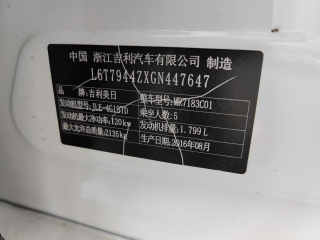 中国 浙江吉利汽车有限公司 制造
L6T7944ZXGN447647
品牌:吉利美日 整车型号:MR7183C01
发动机型号:JLE-4G18TD 乘坐人数:5
发动机最大净功率:120kw 发动机排量:1.799L
最大允许总质量:2135kg 生产日期:2016年08月